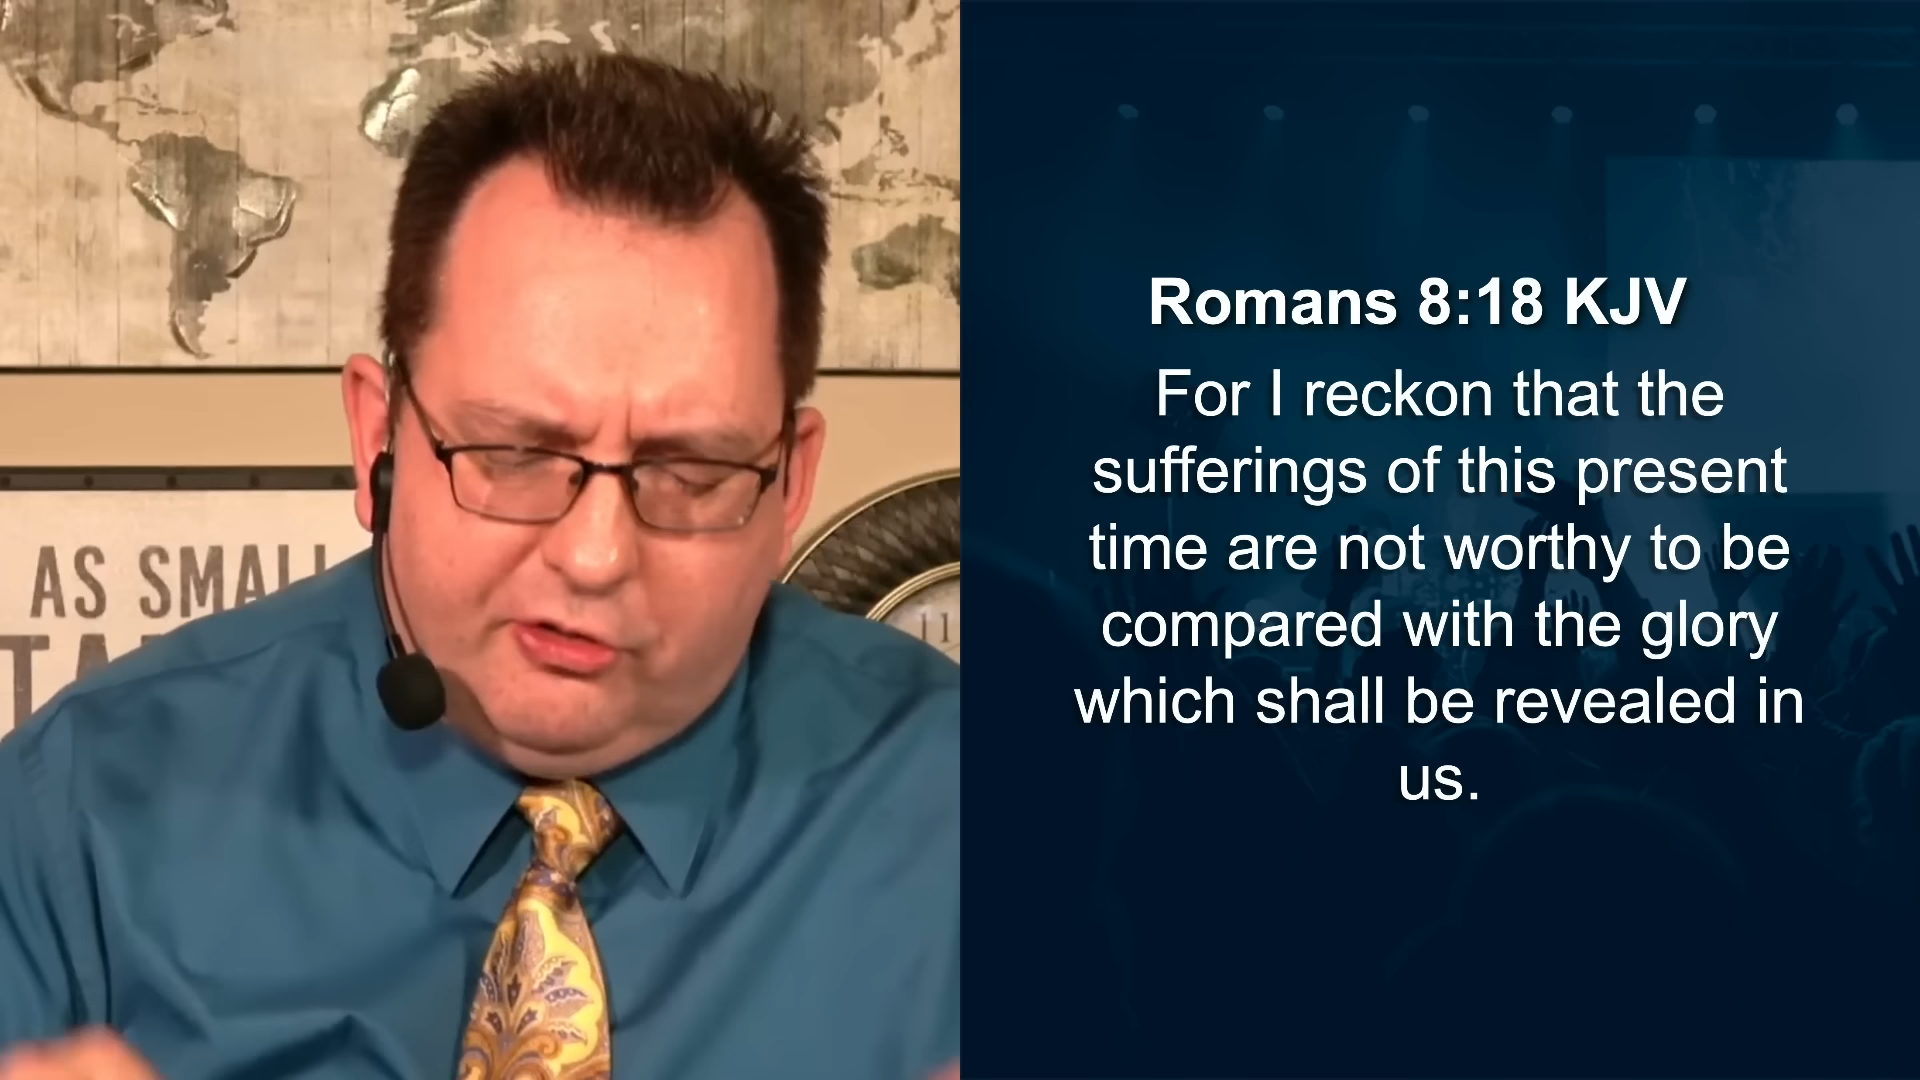 AS SMALL
11
Romans 8:18 KJV
For I reckon that the
sufferings of this present
time are not worthy to be
compared with the glory
which shall be revealed in
us.